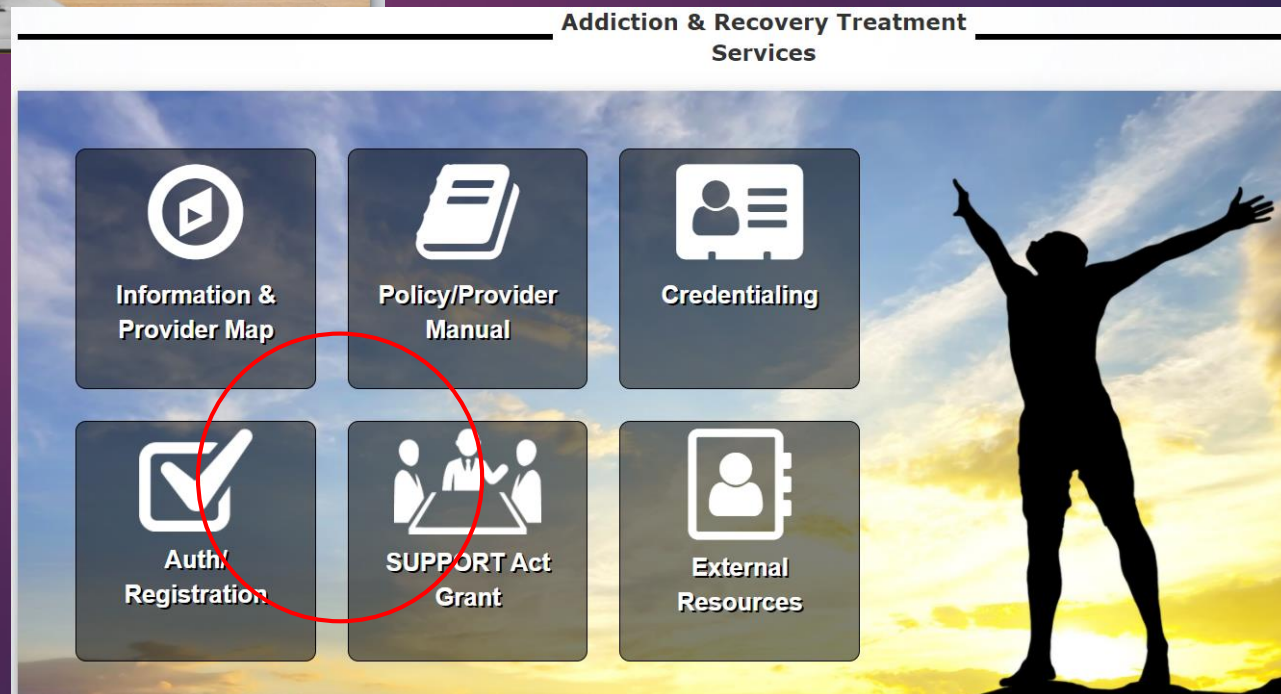 Addiction & Recovery Treatment
Services
Information &
Provider Map
Policy/Provider
Manual
Credentialing
Auth/
Registration
SUPPORT Act
Grant
External
Resources